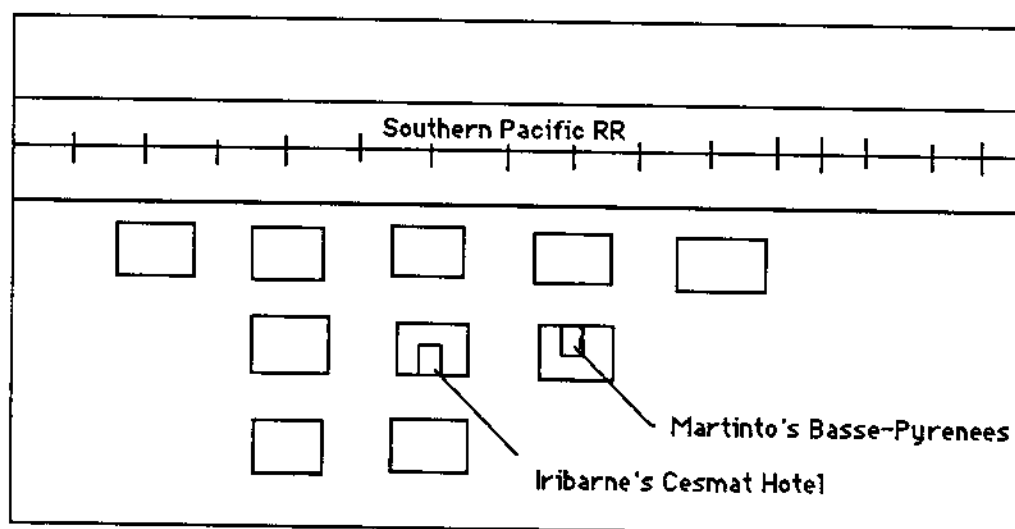 Southern Pacific RR
Martinto's Basse-Pyrenees
Iribarne's Cesmat Hotel